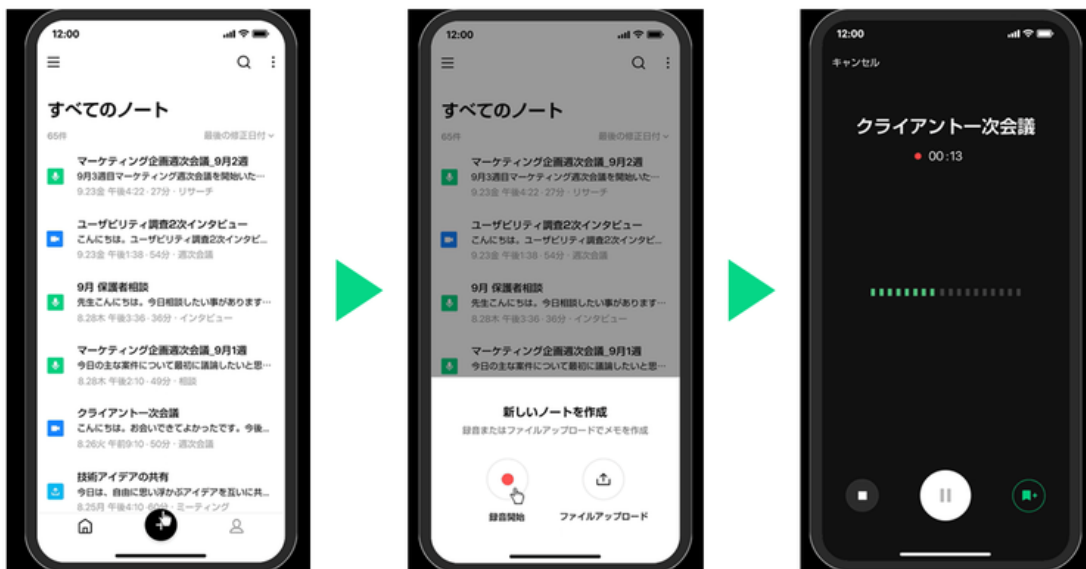 12:00
すべてのノート
65件
最後の修正日付
マーケティング企画週次会議_9月2週
9月3週目マーケティング週次会議を開始いた…
9.23金 午後4:22・27分・リサーチ
ユーザビリティ調査2次インタビュー
こんにちは。ユーザビリティ調査2次インタビ...
9.23金 午後1:38・54分・週次会議
9月 保護者相談
先生こんにちは。今日相談したい事があります…
8.28木 午後3:36・36分・インタビュー
マーケティング企画週次会議_9月1週
今日の主な案件について最初に議論したいと思…
8.28木 午後2:10・49分・相談
クライアント一次会議
こんにちは。お会いできてよかったです。今後...
8.26火 午前9:10・50分・週次会議
技術アイデアの共有
今日は、自由に思い浮かぶアイデアを互いに共...
8.25月 午後4:10・60分・ミーティング
12:00
すべてのノート
65件
最後の修正日付
マーケティング企画週次会議_9月2週
9月3週目マーケティング週次会議を開始いた…
9.23金 午後4:22・27分・リサーチ
ユーザビリティ調査2次インタビュー
こんにちは。ユーザビリティ調査2次インタビ...
9.23金 午後1:38・54分・週次会議
9月 保護者相談
先生こんにちは。今日相談したい事があります…
8.28木 午後3:36・36分・インタビュー
マーケティング企画週次会議_9月1週
今日の主な案件について最初に議論したいと思…
新しいノートを作成
録音またはファイルアップロードでメモを作成
録音開始
ファイルアップロード
12:00
キャンセル
クライアント一次会議
00:13